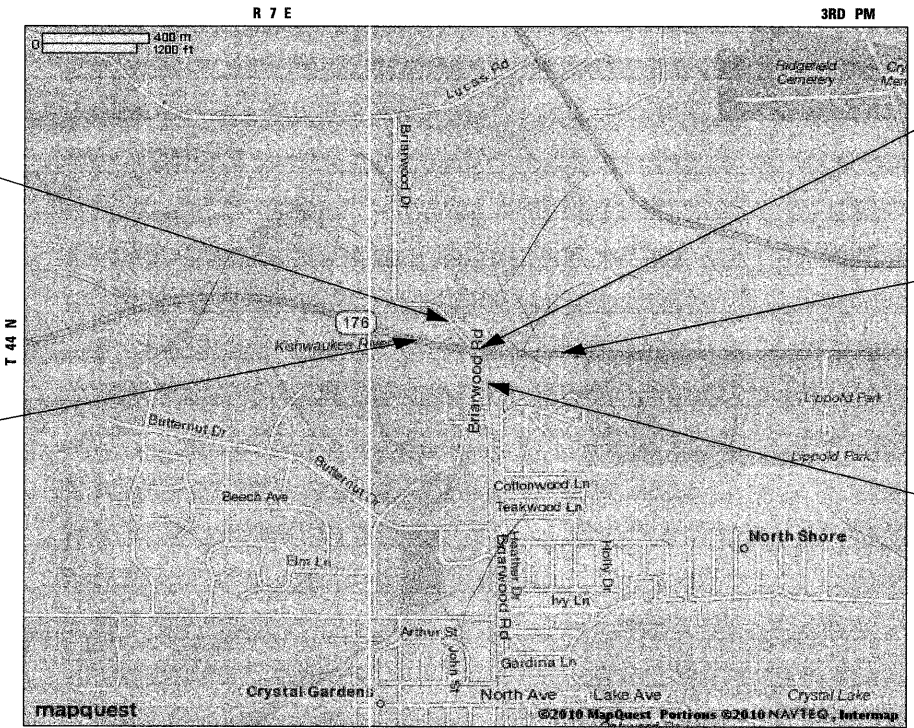 R 7 E
3RD PM
0
400 m
1200 ft
Lucas Rd
Ridgefield
Cemetery
Cry
Mem
Briarwood Dr
T 44 N
176
Kishwaukee River
Briarwood Rd
Lippold Park
Butternut Dr
Lippold Park
Butternut Dr
Beech Ave
Cottonwood Ln
Teakwood Ln
North Shore
Elm Ln
Heather Dr
Holly Dr
Briarwood Rd
Ivy Ln
Arthur St
John St
Gardina Ln
Crystal Gardens
North Ave
Lake Ave
Crystal Lake
mapquest
©2010 MapQuest Portions ©2010 NAVTEQ, Intermap